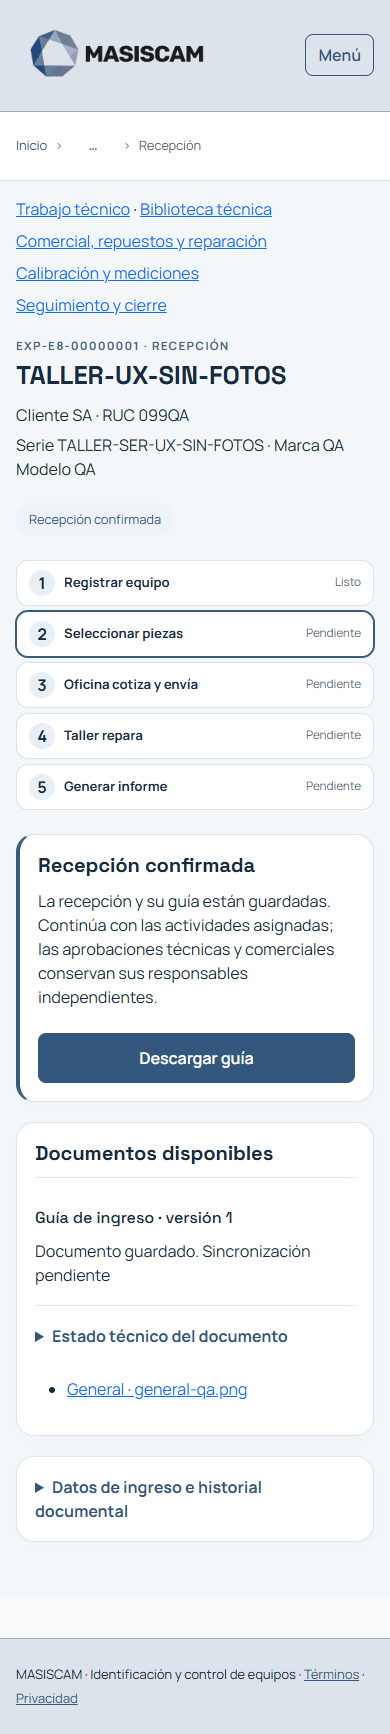 MASISCAM
Menú
Inicio › … › Recepción
Trabajo técnico · Biblioteca técnica
Comercial, repuestos y reparación
Calibración y mediciones
Seguimiento y cierre
EXP-E8-00000001 · RECEPCIÓN
TALLER-UX-SIN-FOTOS
Cliente SA · RUC 099QA
Serie TALLER-SER-UX-SIN-FOTOS · Marca QA
Modelo QA
Recepción confirmada
1 Registrar equipo Listo
2 Seleccionar piezas Pendiente
3 Oficina cotiza y envía Pendiente
4 Taller repara Pendiente
5 Generar informe Pendiente
Recepción confirmada
La recepción y su guía están guardadas.
Continúa con las actividades asignadas;
las aprobaciones técnicas y comerciales
conservan sus responsables
independientes.
Descargar guía
Documentos disponibles
Guía de ingreso · versión 1
Documento guardado. Sincronización
pendiente
Estado técnico del documento
General · general-qa.png
Datos de ingreso e historial
documental
MASISCAM · Identificación y control de equipos · Términos ·
Privacidad